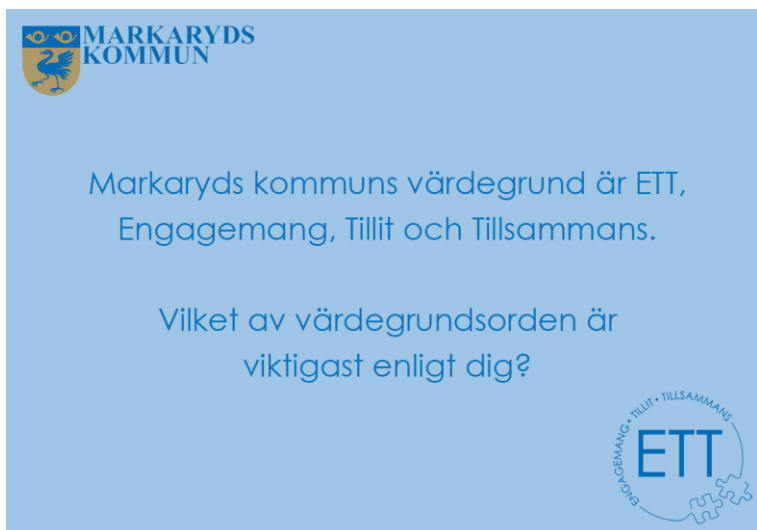 MARKARYDS
KOMMUN
Markaryds kommuns värdegrund är ETT,
Engagemang, Tillit och Tillsammans.
Vilket av värdegrundsorden är
viktigast enligt dig?
ENGAGEMANG • TILLIT • TILLSAMMANS
ETT